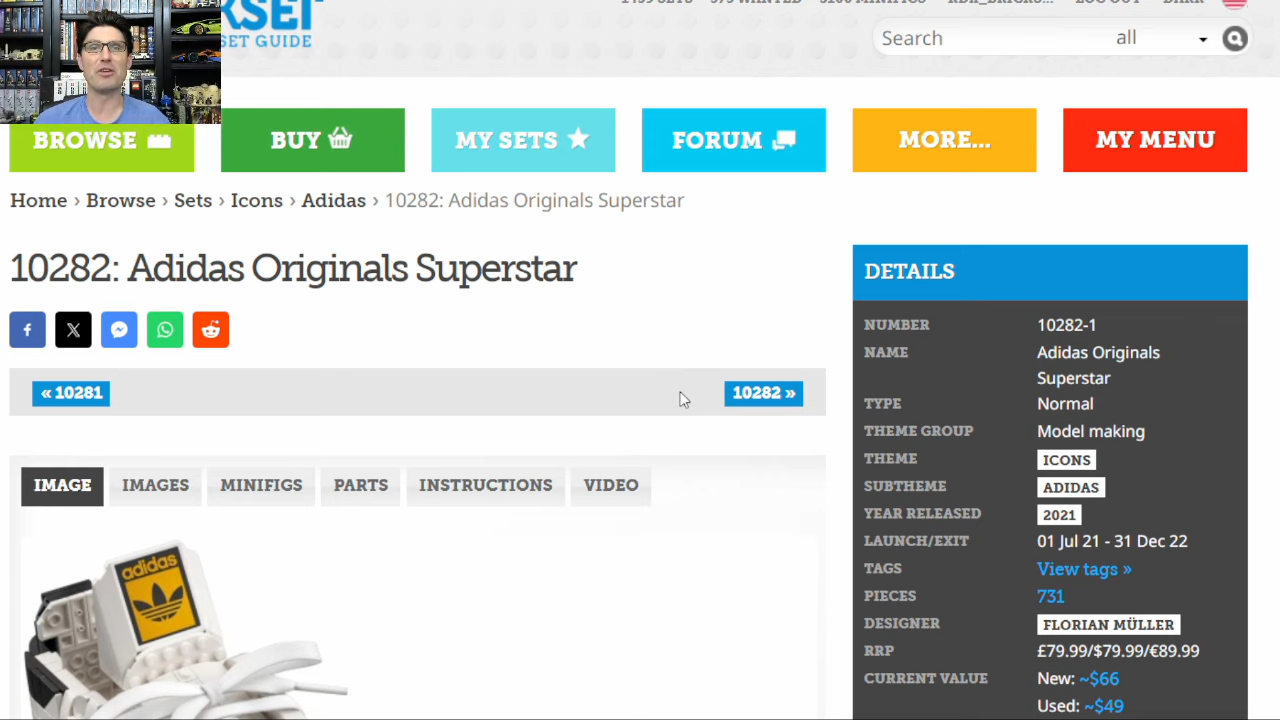 SET GUIDE
Search
all
BROWSE
BUY
MY SETS
FORUM
MORE...
MY MENU
Home › Browse › Sets › Icons › Adidas › 10282: Adidas Originals Superstar
10282: Adidas Originals Superstar
« 10281
10282 »
IMAGE
IMAGES
MINIFIGS
PARTS
INSTRUCTIONS
VIDEO
adidas
DETAILS
NUMBER 10282-1
NAME Adidas Originals
Superstar
TYPE Normal
THEME GROUP Model making
THEME ICONS
SUBTHEME ADIDAS
YEAR RELEASED 2021
LAUNCH/EXIT 01 Jul 21 - 31 Dec 22
TAGS View tags »
PIECES 731
DESIGNER FLORIAN MÜLLER
RRP £79.99/$79.99/€89.99
CURRENT VALUE New: ~$66
Used: ~$49